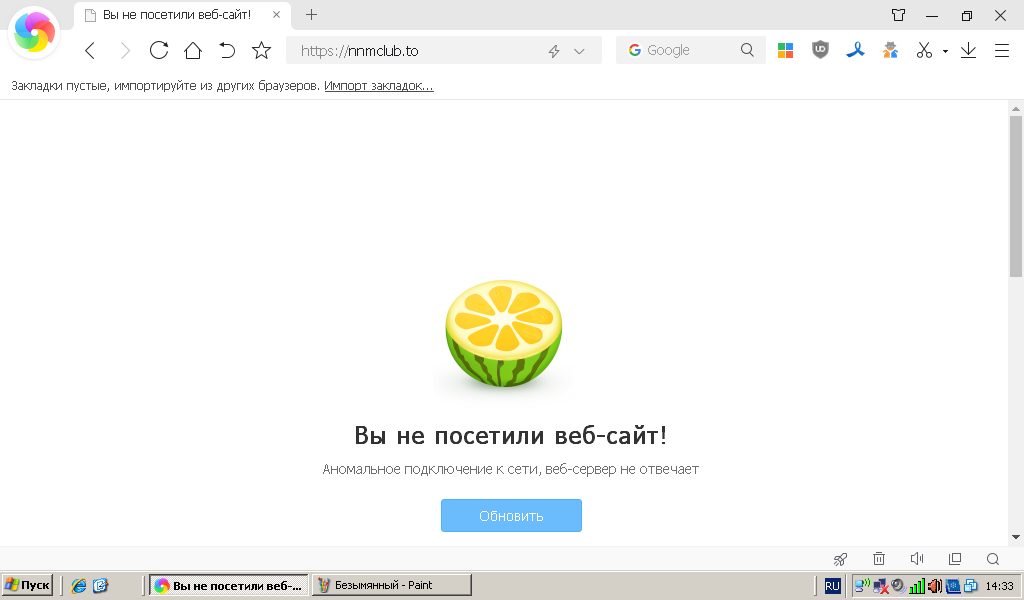 Вы не посетили веб-сайт!
https://nnmclub.to
Google
Закладки пустые, импортируйте из других браузеров. Импорт закладок...
Вы не посетили веб-сайт!
Аномальное подключение к сети, веб-сервер не отвечает
Обновить
Пуск
Вы не посетили веб-...
Безымянный - Paint
RU
14:33